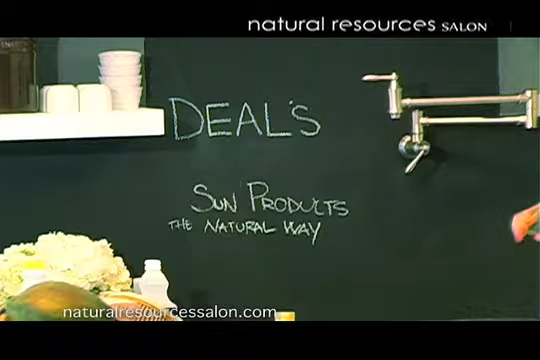 natural resources SALON
DEAL'S
SUN PRODUCTS
THE NATURAL WAY
naturalresourcessalon.com